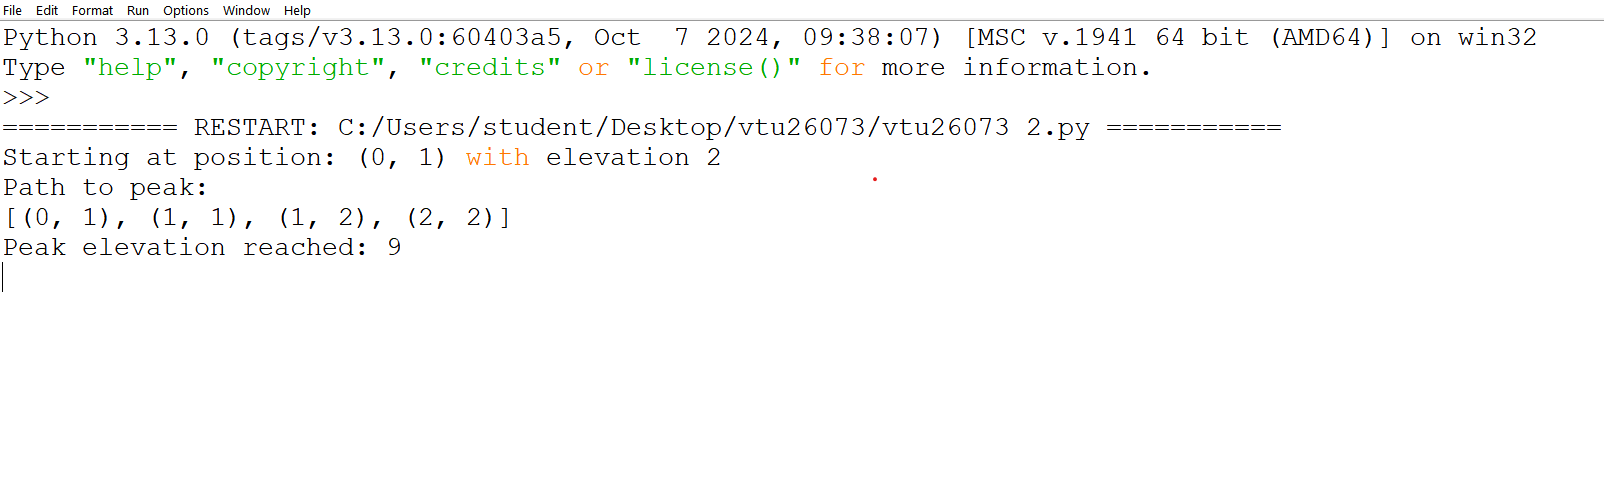 File Edit Format Run Options Window Help
Python 3.13.0 (tags/v3.13.0:60403a5, Oct  7 2024, 09:38:07) [MSC v.1941 64 bit (AMD64)] on win32
Type "help", "copyright", "credits" or "license()" for more information.
>>>
=========== RESTART: C:/Users/student/Desktop/vtu26073/vtu26073 2.py ===========
Starting at position: (0, 1) with elevation 2
Path to peak:
[(0, 1), (1, 1), (1, 2), (2, 2)]
Peak elevation reached: 9